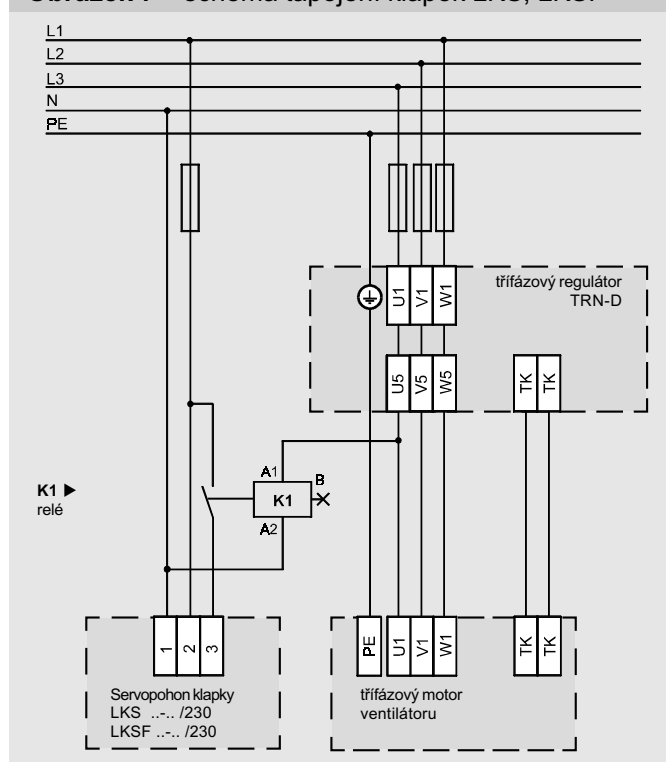 L1
L2
L3
N
PE
U1 V1 W1
třífázový regulátor
TRN-D
U5 V5 W5 TK TK
A1
B
K1
A2
K1 ▶
relé
1 2 3
PE U1 V1 W1 TK TK
Servopohon klapky
LKS ..-.. /230
LKSF ..-.. /230
třífázový motor
ventilátoru